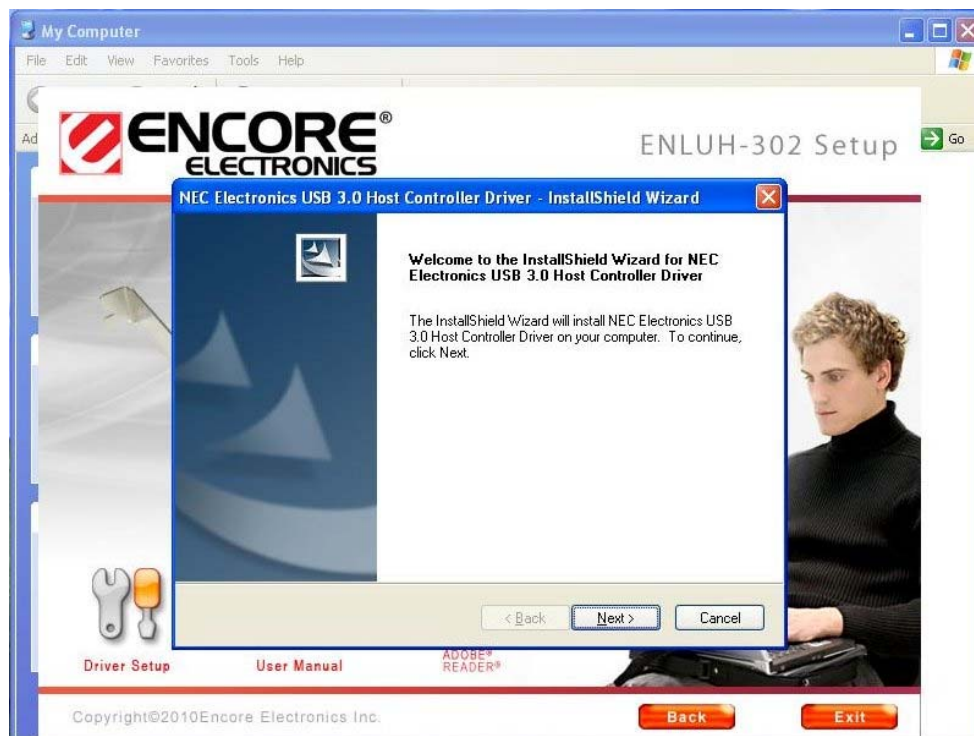 My Computer
File Edit View Favorites Tools Help
Ad
Go
ENCORE®
ELECTRONICS
ENLUH-302 Setup
NEC Electronics USB 3.0 Host Controller Driver - InstallShield Wizard
Welcome to the InstallShield Wizard for NEC
Electronics USB 3.0 Host Controller Driver
The InstallShield Wizard will install NEC Electronics USB
3.0 Host Controller Driver on your computer. To continue,
click Next.
< Back Next > Cancel
Driver Setup
User Manual
ADOBE®
READER®
Copyright©2010Encore Electronics Inc.
Back
Exit